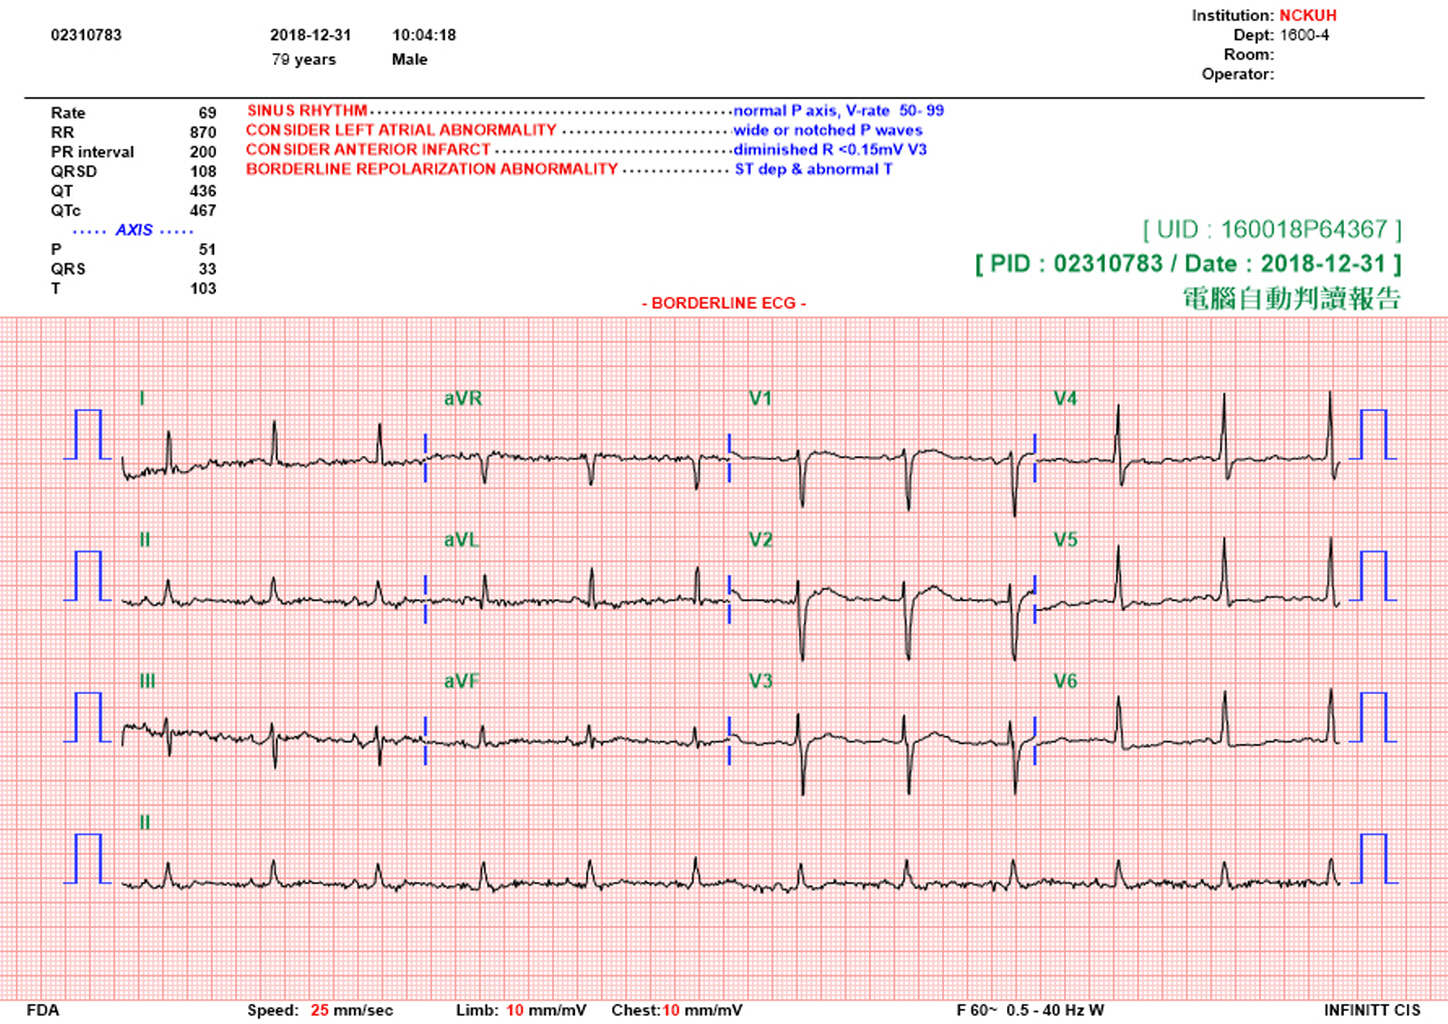 Institution: NCKUH
02310783 2018-12-31 10:04:18 Dept: 1600-4
79 years Male Room:
Operator:
Rate 69 SINUS RHYTHM normal P axis, V-rate 50- 99
RR 870 CONSIDER LEFT ATRIAL ABNORMALITY wide or notched P waves
PR interval 200 CONSIDER ANTERIOR INFARCT diminished R <0.15mV V3
QRSD 108 BORDERLINE REPOLARIZATION ABNORMALITY ST dep & abnormal T
QT 436
QTc 467
AXIS
[ UID : 160018P64367 ]
P 51
[ PID : 02310783 / Date : 2018-12-31 ]
QRS 33
T 103
電腦自動判讀報告
- BORDERLINE ECG -
I aVR V1 V4
II aVL V2 V5
III aVF V3 V6
II
FDA Speed: 25 mm/sec Limb: 10 mm/mV Chest:10 mm/mV F 60~ 0.5 - 40 Hz W INFINITT CIS